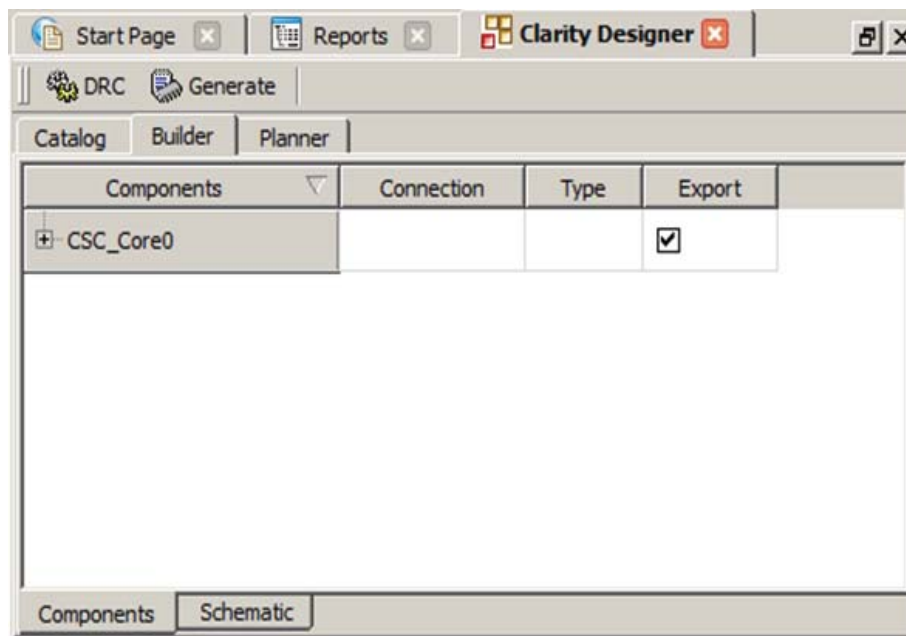 Start Page Reports Clarity Designer
DRC Generate
Catalog Builder Planner
Components Connection Type Export
CSC_Core0
Components Schematic